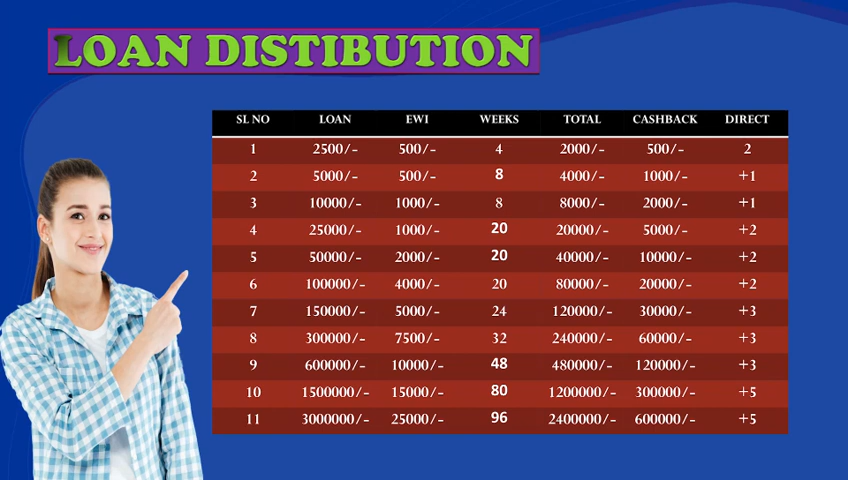 LOAN DISTIBUTION
SL NO LOAN EWI WEEKS TOTAL CASHBACK DIRECT
1 2500/- 500/- 4 2000/- 500/- 2
2 5000/- 500/- 8 4000/- 1000/- +1
3 10000/- 1000/- 8 8000/- 2000/- +1
4 25000/- 1000/- 20 20000/- 5000/- +2
5 50000/- 2000/- 20 40000/- 10000/- +2
6 100000/- 4000/- 20 80000/- 20000/- +2
7 150000/- 5000/- 24 120000/- 30000/- +3
8 300000/- 7500/- 32 240000/- 60000/- +3
9 600000/- 10000/- 48 480000/- 120000/- +3
10 1500000/- 15000/- 80 1200000/- 300000/- +5
11 3000000/- 25000/- 96 2400000/- 600000/- +5